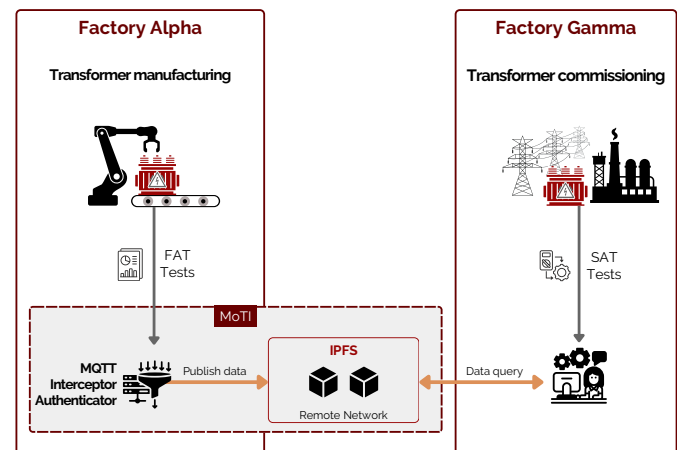 Factory Alpha
Transformer manufacturing
FAT
Tests
MoTI
MQTT
Interceptor
Authenticator
Publish data
IPFS
Remote Network
Factory Gamma
Transformer commissioning
SAT
Tests
Data query